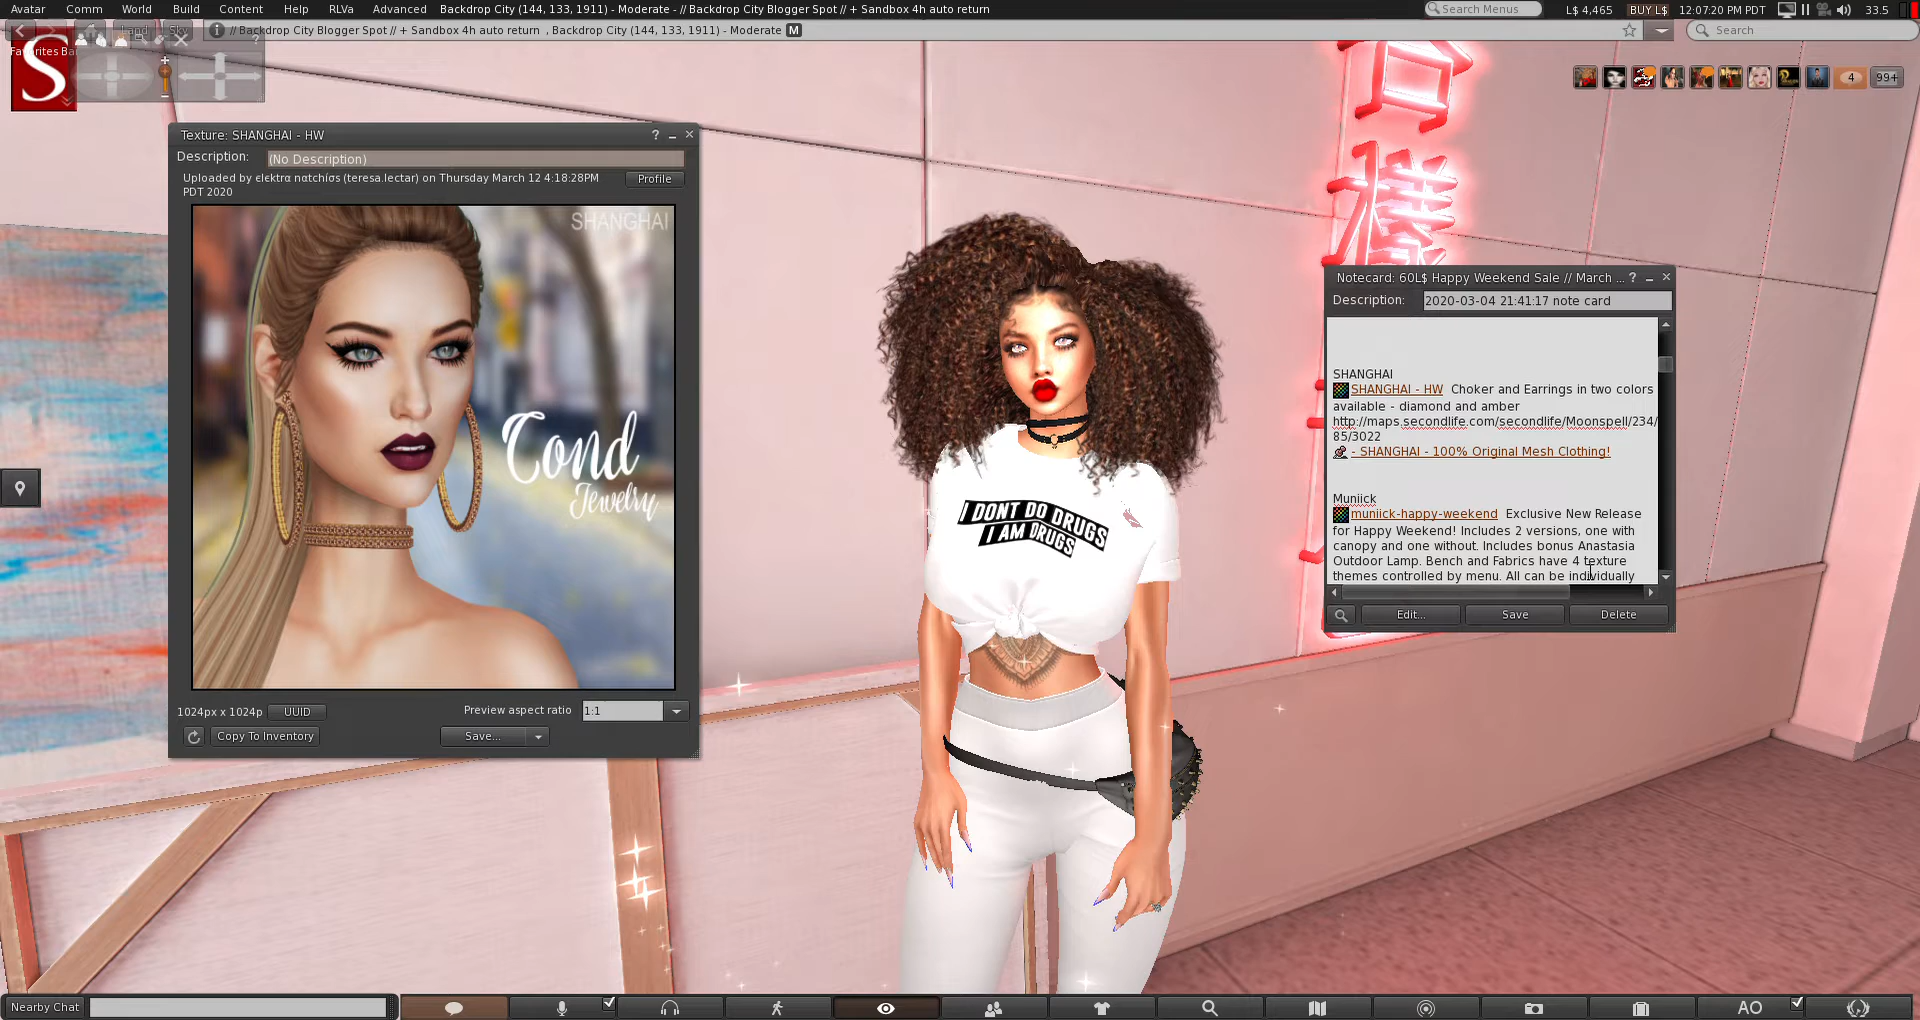 Avatar Comm World Build Content Help RLVa Advanced Backdrop City (144, 133, 1911) - Moderate - // Backdrop City Blogger Spot // + Sandbox 4h auto return
Search Menus L$ 4,465 BUY L$ 12:07:20 PM PDT 33.5
// Backdrop City Blogger Spot // + Sandbox 4h auto return , Backdrop City (144, 133, 1911) - Moderate M
Search
Favorites Ba
S
4 99+
Texture: SHANGHAI - HW
Description: (No Description)
Uploaded by elektra natchios (teresa.lectar) on Thursday March 12 4:18:28PM
PDT 2020
Profile
SHANGHAI
Cond
Jewelry
1024px x 1024p UUID Preview aspect ratio 1:1
Copy To Inventory Save...
I DONT DO DRUGS
I AM DRUGS
樣
Notecard: 60L$ Happy Weekend Sale // March ...
Description: 2020-03-04 21:41:17 note card
SHANGHAI
SHANGHAI - HW Choker and Earrings in two colors
available - diamond and amber
http://maps.secondlife.com/secondlife/Moonspell/234/
85/3022
- SHANGHAI - 100% Original Mesh Clothing!
Muniick
muniick-happy-weekend Exclusive New Release
for Happy Weekend! Includes 2 versions, one with
canopy and one without. Includes bonus Anastasia
Outdoor Lamp. Bench and Fabrics have 4 texture
themes controlled by menu. All can be individually
Edit... Save Delete
Nearby Chat
AO